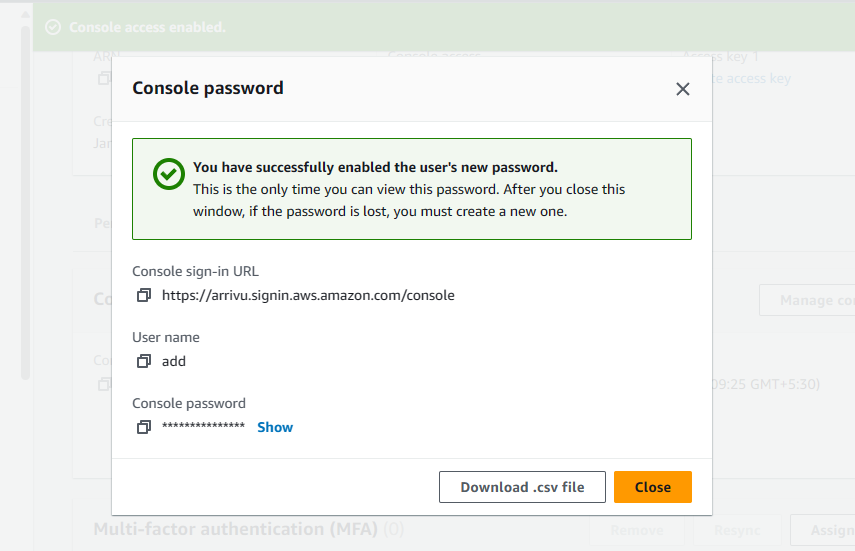 Console access enabled.
ARN
Console access
Access key 1
access key
Console password
You have successfully enabled the user's new password.
This is the only time you can view this password. After you close this
window, if the password is lost, you must create a new one.
Console sign-in URL
https://arrivu.signin.aws.amazon.com/console
Manage
User name
add
09:25 GMT+5:30)
Console password
*************** Show
Download .csv file
Close
Multi-factor authentication (MFA) (0)
Remove
Resync
Assign